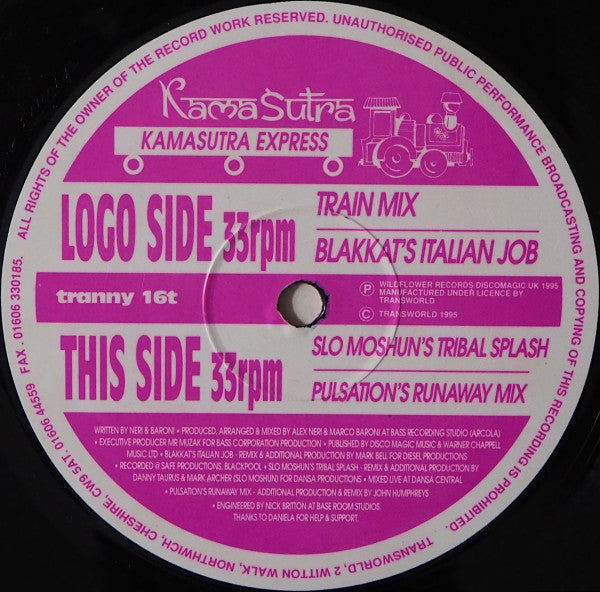 ALL RIGHTS OF THE OWNER OF THE RECORD WORK RESERVED. UNAUTHORISED PUBLIC PERFORMANCE BROADCASTING AND COPYING OF THIS RECORDING IS PROHIBITED.
Kama Sutra
KAMASUTRA EXPRESS
LOGO SIDE 33rpm
TRAIN MIX
BLAKKAT'S ITALIAN JOB
tranny 16t
Ⓟ WILDFLOWER RECORDS DISCOMAGIC UK 1995
MANUFACTURED UNDER LICENCE BY
TRANSWORLD
© TRANSWORLD 1995
THIS SIDE 33rpm
SLO MOSHUN'S TRIBAL SPLASH
PULSATION'S RUNAWAY MIX
WRITTEN BY NERI & BARONI • PRODUCED, ARRANGED & MIXED BY ALEX NERI & MARCO BARONI AT BASS RECORDING STUDIO (ARCOLA)
• EXECUTIVE PRODUCER MR MUZAK FOR BASS CORPORATION PRODUCTION • PUBLISHED BY DISCO MAGIC MUSIC & WARNER CHAPPELL
MUSIC LTD • BLAKKAT'S ITALIAN JOB - REMIX & ADDITIONAL PRODUCTION BY MARK BELL FOR DIESEL PRODUCTIONS
• RECORDED @ SAFE PRODUCTIONS, BLACKPOOL • SLO MOSHUN'S TRIBAL SPLASH - REMIX & ADDITIONAL PRODUCTION BY
DANNY TAURUS & MARK ARCHER (SLO MOSHUN) FOR DANSA PRODUCTIONS • MIXED LIVE AT DANSA CENTRAL
• PULSATION'S RUNAWAY MIX - ADDITIONAL PRODUCTION & REMIX BY JOHN HUMPHREYS
• ENGINEERED BY NICK BRITTON AT BASE ROOM STUDIOS.
THANKS TO DANIELA FOR HELP & SUPPORT.
TRANSWORLD, 2 WITTON WALK, NORTHWICH, CHESHIRE, CW9 5AT. 01606 44559 FAX. 01606 330185.